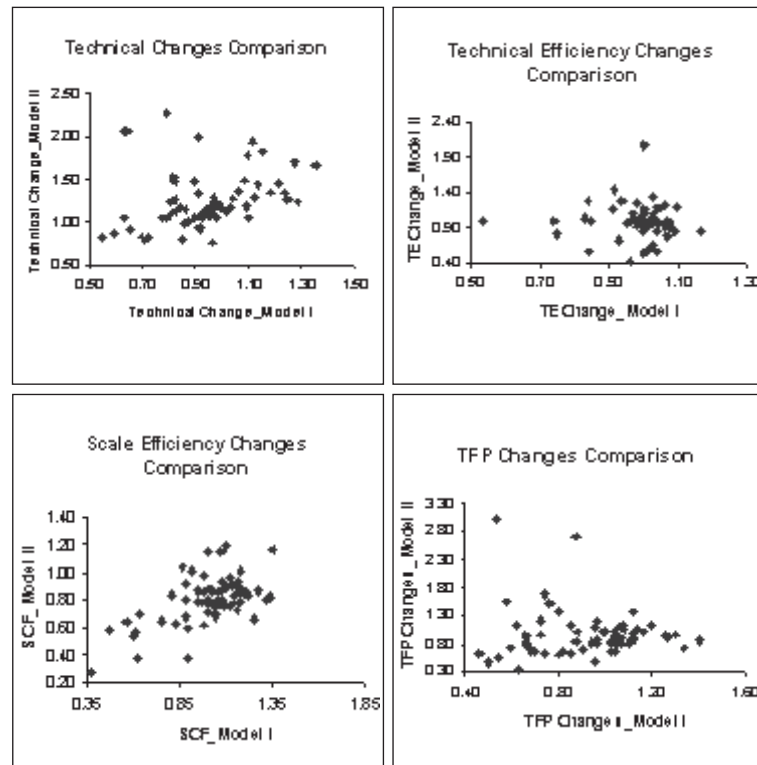 Technical Changes Comparison
Technical Change_Model II
2.50
2.00
1.50
1.00
0.50
0.50 0.70 0.90 1.10 1.30 1.50
Technical Change_Model I
Technical Efficiency Changes
Comparison
TE Change_Model II
2.40
1.90
1.40
0.90
0.40
0.50 0.70 0.90 1.10 1.30
TE Change_Model I
Scale Efficiency Changes
Comparison
SCF_Model II
1.40
1.20
1.00
0.80
0.60
0.40
0.20
0.35 0.85 1.35 1.85
SCF_Model I
TFP Changes Comparison
TFP Changes_Model II
3.30
2.80
2.30
1.80
1.30
0.80
0.30
0.40 0.80 1.20 1.60
TFP Changes_Model I